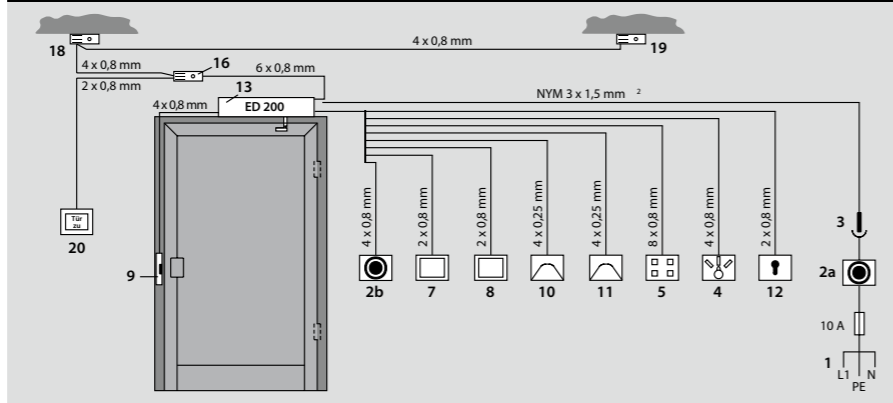 18
4 x 0,8 mm
19
4 x 0,8 mm
16
6 x 0,8 mm
2 x 0,8 mm
13
NYM 3 x 1,5 mm 2
4 x 0,8 mm
ED 200
4 x 0,8 mm
2 x 0,8 mm
2 x 0,8 mm
4 x 0,25 mm
4 x 0,25 mm
8 x 0,8 mm
4 x 0,8 mm
2 x 0,8 mm
Tür
zu
20
3
9
2b
7
8
10
11
5
4
12
2a
10 A
1
L1
N
PE